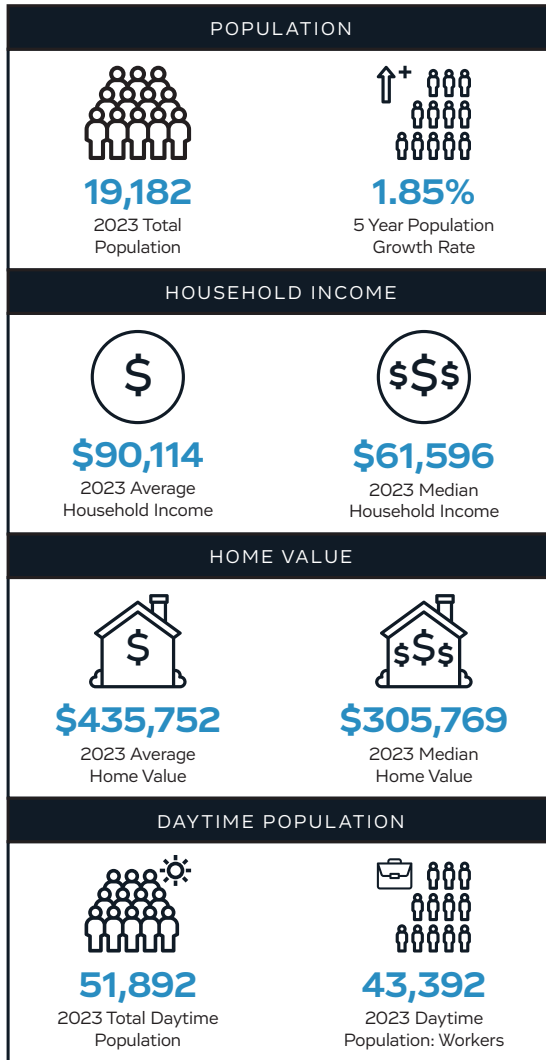 POPULATION
19,182
2023 Total
Population
1.85%
5 Year Population
Growth Rate
HOUSEHOLD INCOME
$
$90,114
2023 Average
Household Income
$$$
$61,596
2023 Median
Household Income
HOME VALUE
$
$435,752
2023 Average
Home Value
$$$
$305,769
2023 Median
Home Value
DAYTIME POPULATION
51,892
2023 Total Daytime
Population
43,392
2023 Daytime
Population: Workers